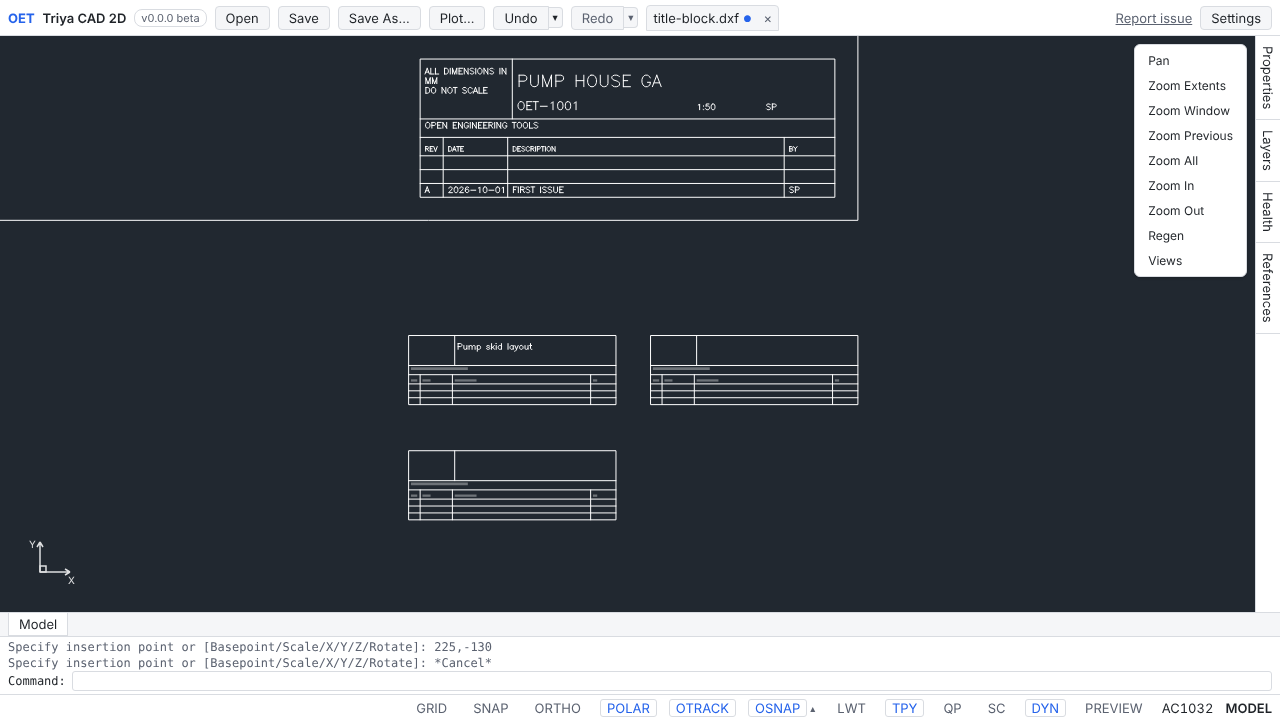 OET Triya CAD 2D v0.0.0 beta Open Save Save As... Plot... Undo ▾ Redo ▾ title-block.dxf × Report issue Settings
ALL DIMENSIONS IN
MM
DO NOT SCALE
PUMP HOUSE GA
OET-1001 1:50 SP
OPEN ENGINEERING TOOLS
REV DATE DESCRIPTION BY
A 2026-10-01 FIRST ISSUE SP
Pan
Zoom Extents
Zoom Window
Zoom Previous
Zoom All
Zoom In
Zoom Out
Regen
Views
Properties
Layers
Health
References
Pump skid layout
Y
X
Model
Specify insertion point or [Basepoint/Scale/X/Y/Z/Rotate]: 225,-130
Specify insertion point or [Basepoint/Scale/X/Y/Z/Rotate]: *Cancel*
Command:
GRID SNAP ORTHO POLAR OTRACK OSNAP ▴ LWT TPY QP SC DYN PREVIEW AC1032 MODEL